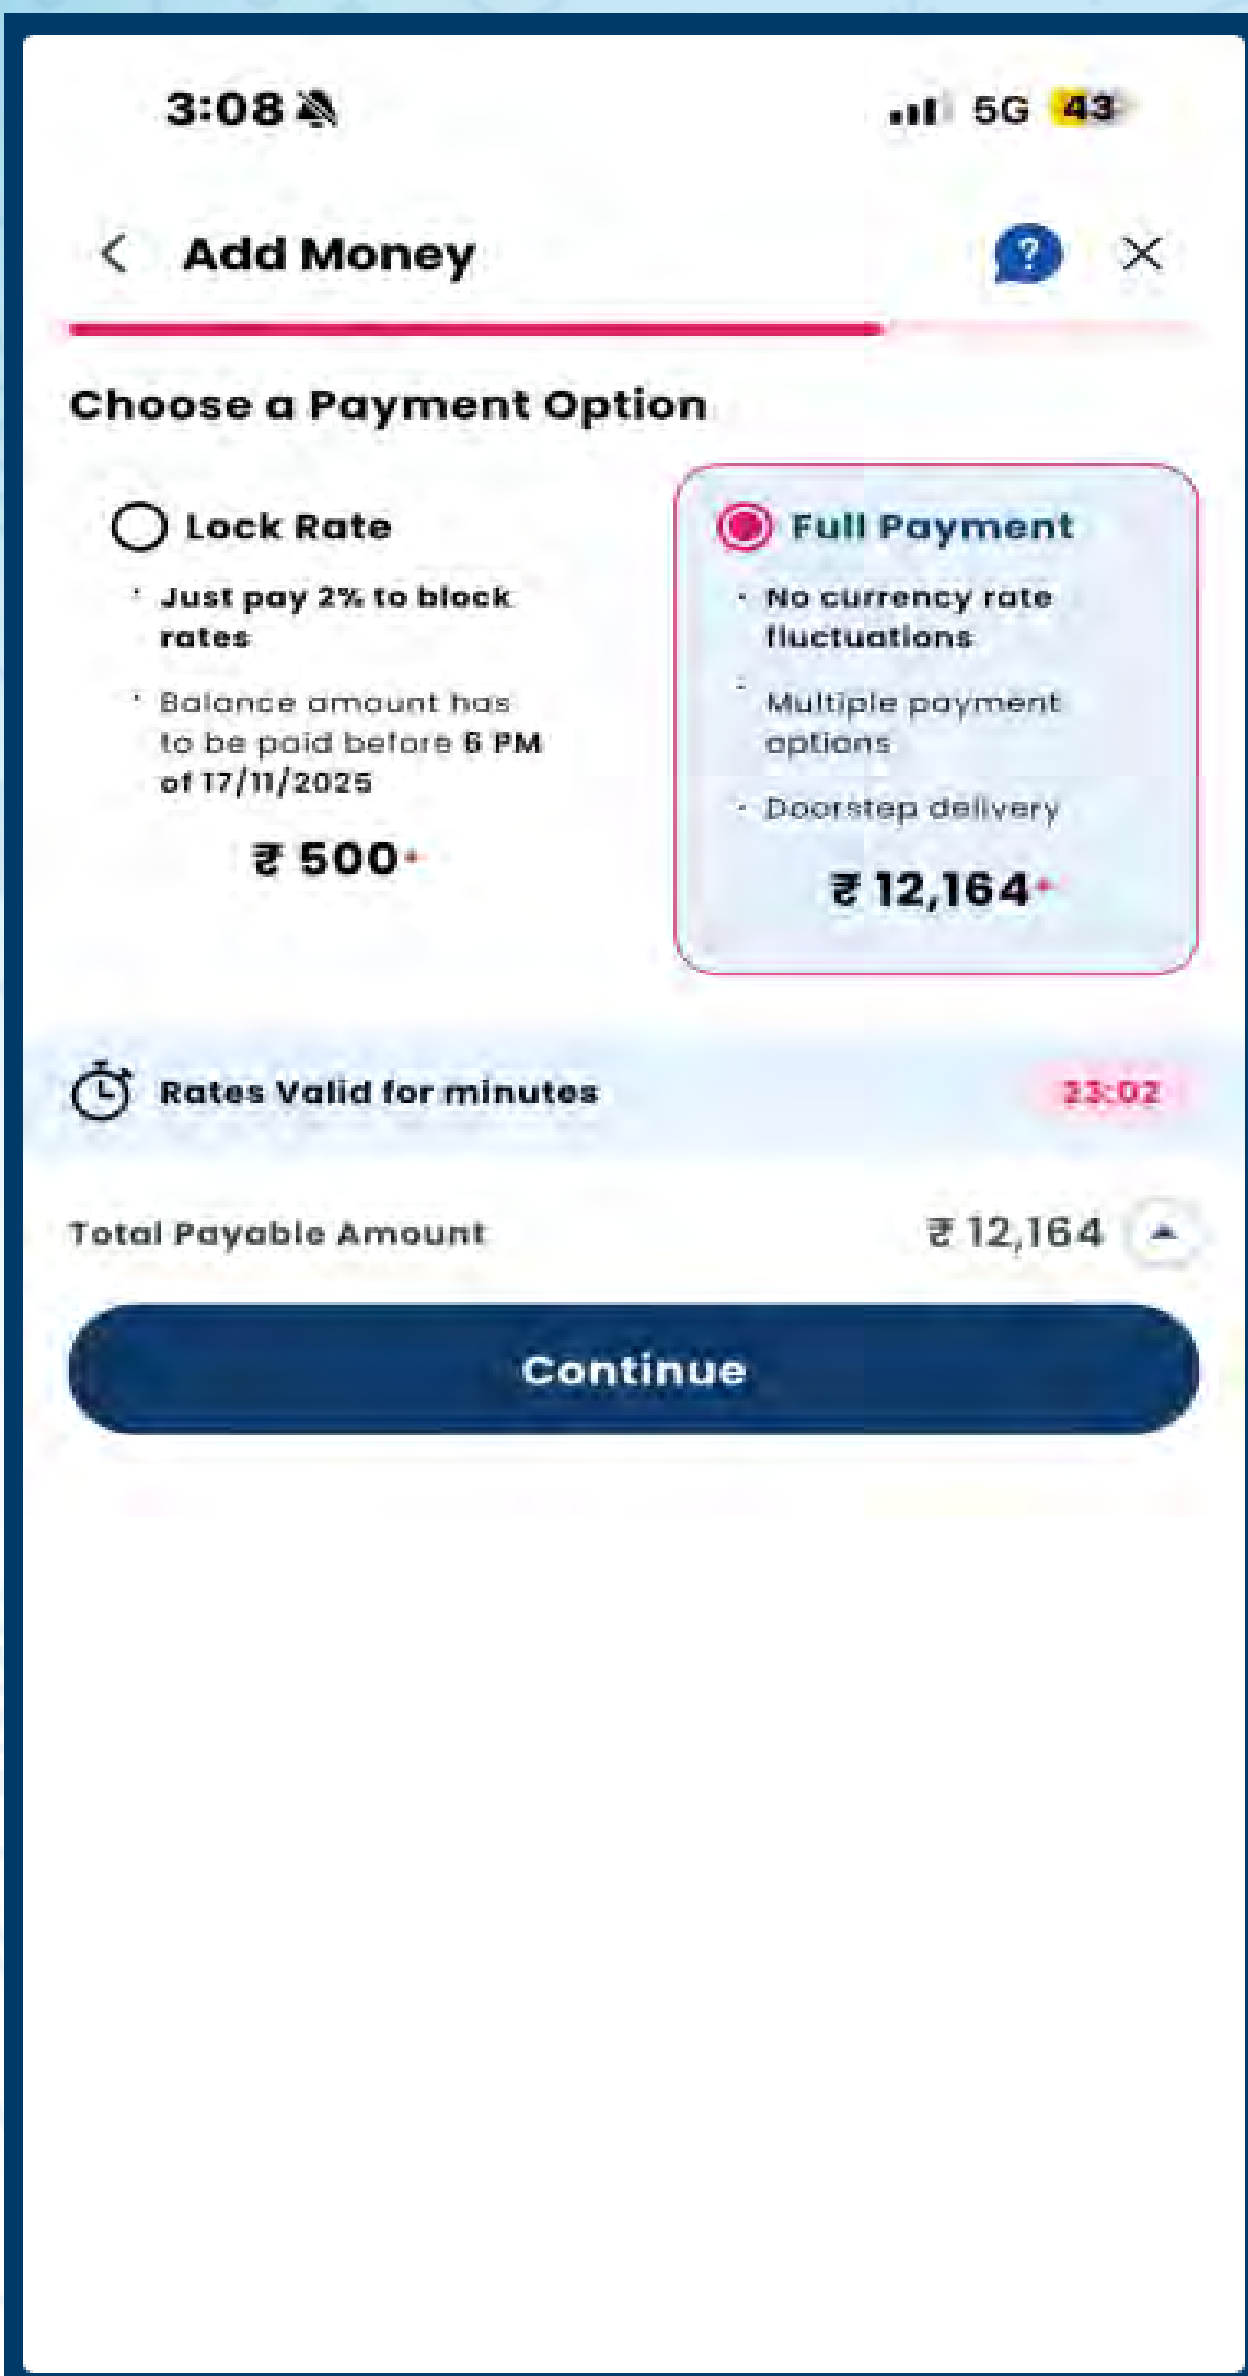 3:08
5G 43
Add Money
?
Choose a Payment Option
Lock Rate
Just pay 2% to block
rates
Balance amount has
to be paid before 6 PM
of 17/11/2025
₹ 500
Full Payment
No currency rate
fluctuations
Multiple payment
options
Doorstep delivery
₹ 12,164
Rates Valid for minutes
23:02
Total Payable Amount
₹ 12,164
Continue